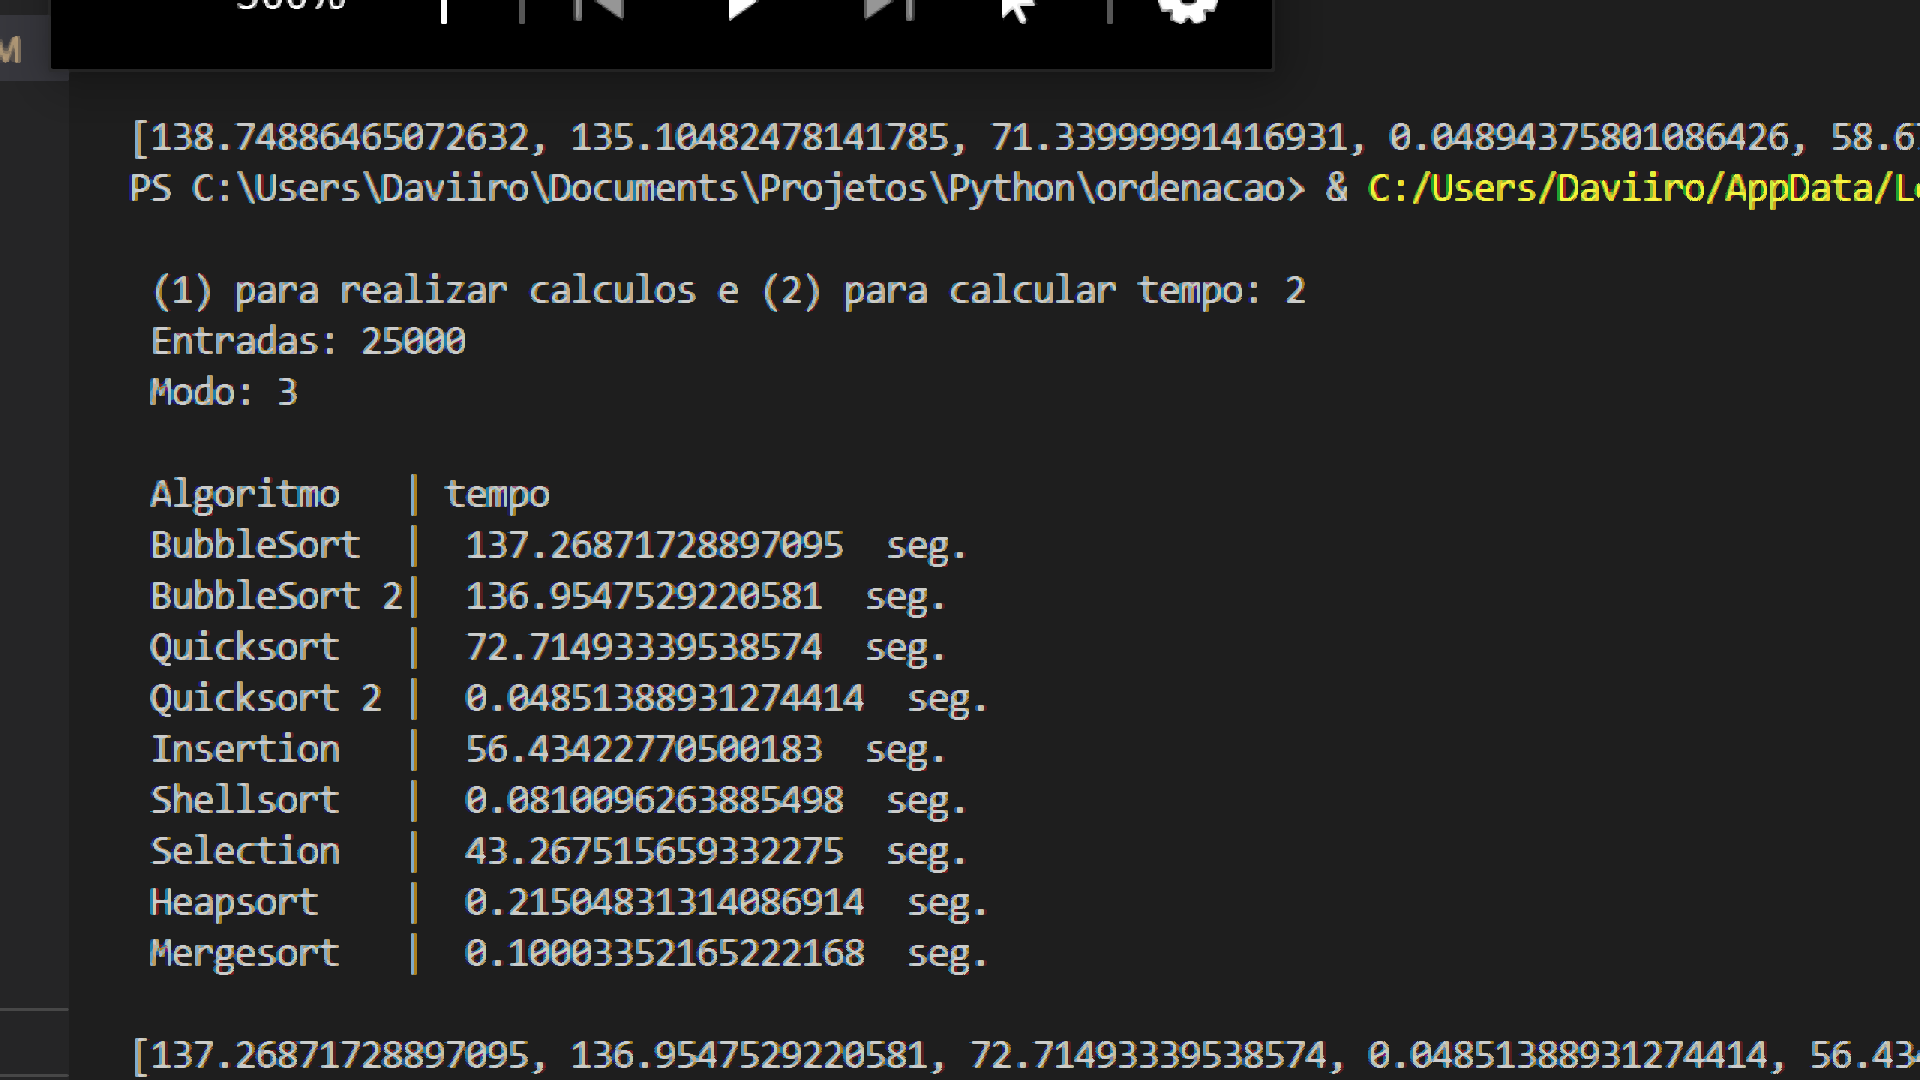 M
[138.74886465072632, 135.10482478141785, 71.33999991416931, 0.04894375801086426, 58.6
PS C:\Users\Daviiro\Documents\Projetos\Python\ordenacao> & C:/Users/Daviiro/AppData/L
(1) para realizar calculos e (2) para calcular tempo: 2
Entradas: 25000
Modo: 3
Algoritmo | tempo
BubbleSort | 137.26871728897095 seg.
BubbleSort 2| 136.9547529220581 seg.
Quicksort | 72.71493339538574 seg.
Quicksort 2 | 0.04851388931274414 seg.
Insertion | 56.43422770500183 seg.
Shellsort | 0.0810096263885498 seg.
Selection | 43.267515659332275 seg.
Heapsort | 0.21504831314086914 seg.
Mergesort | 0.10003352165222168 seg.
[137.26871728897095, 136.9547529220581, 72.71493339538574, 0.04851388931274414, 56.43